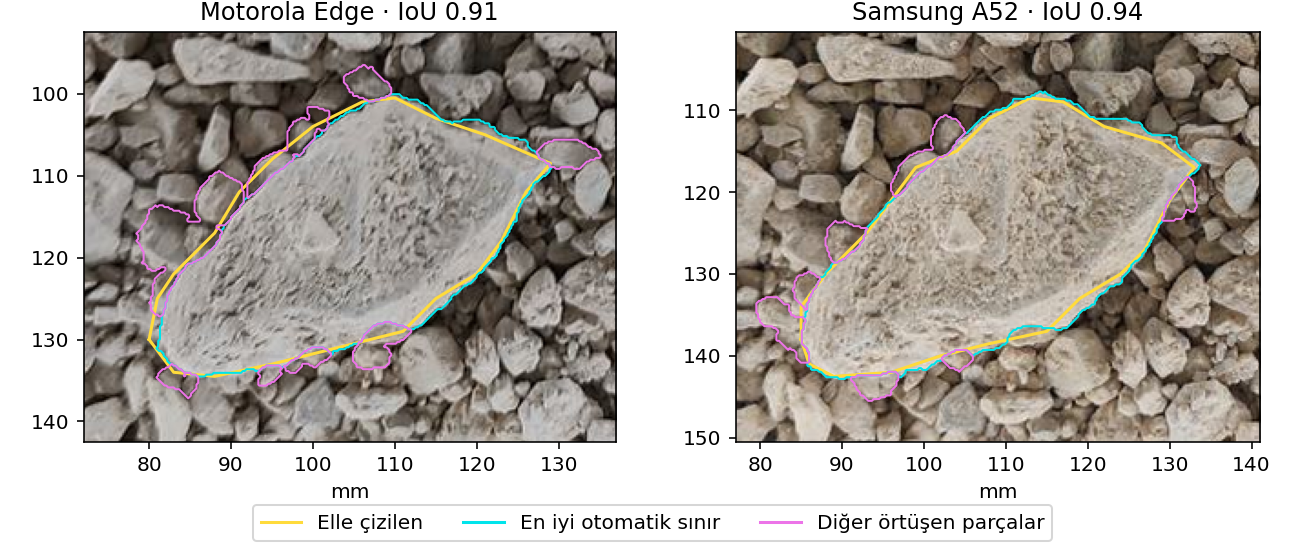 Motorola Edge · IoU 0.91
Samsung A52 · IoU 0.94
100
110
120
130
140
80 90 100 110 120 130
mm
110
120
130
140
150
80 90 100 110 120 130 140
mm
Elle çizilen
En iyi otomatik sınır
Diğer örtüşen parçalar